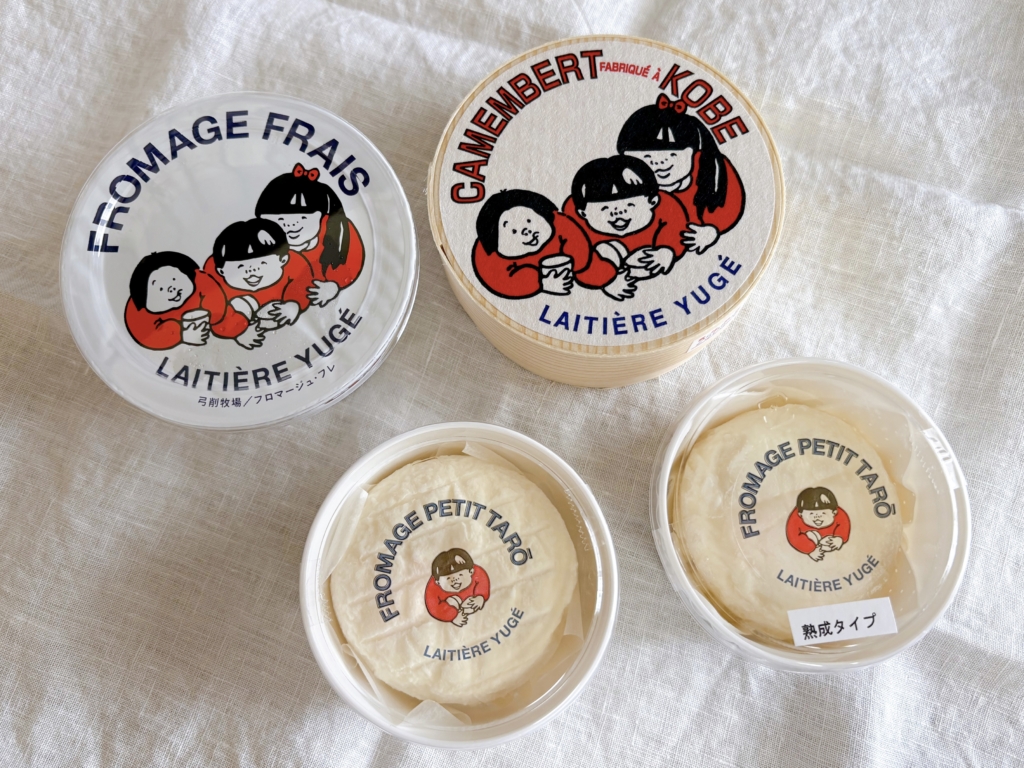 FROMAGE FRAIS
LAITIÈRE YUGÉ
弓削牧場／フロマージュ・フレ
CAMEMBERT FABRIQUÉ À KOBE
LAITIÈRE YUGÉ
FROMAGE PETIT TARŌ
LAITIÈRE YUGÉ
FROMAGE PETIT TARŌ
LAITIÈRE YUGÉ
熟成タイプ